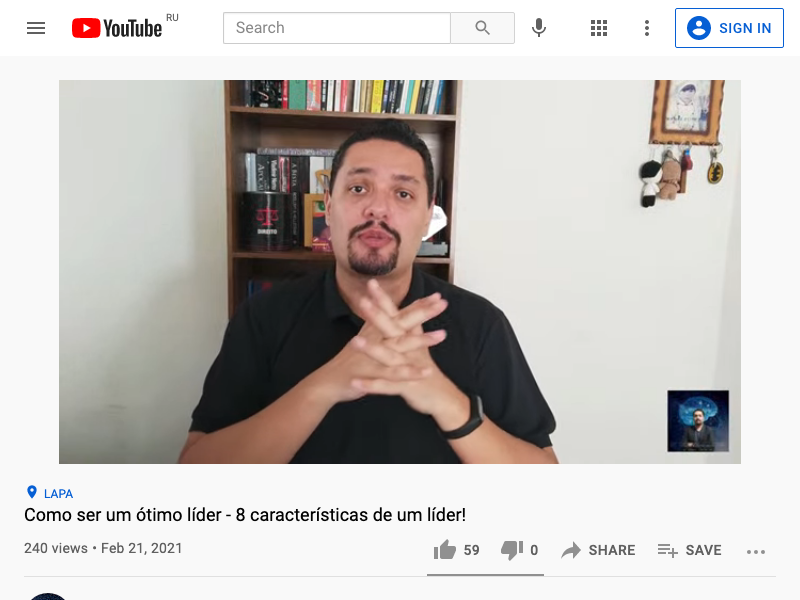 YouTube RU
Search
SIGN IN
DIREITO
LAPA
Como ser um ótimo líder - 8 características de um líder!
240 views • Feb 21, 2021
59
0
SHARE
SAVE